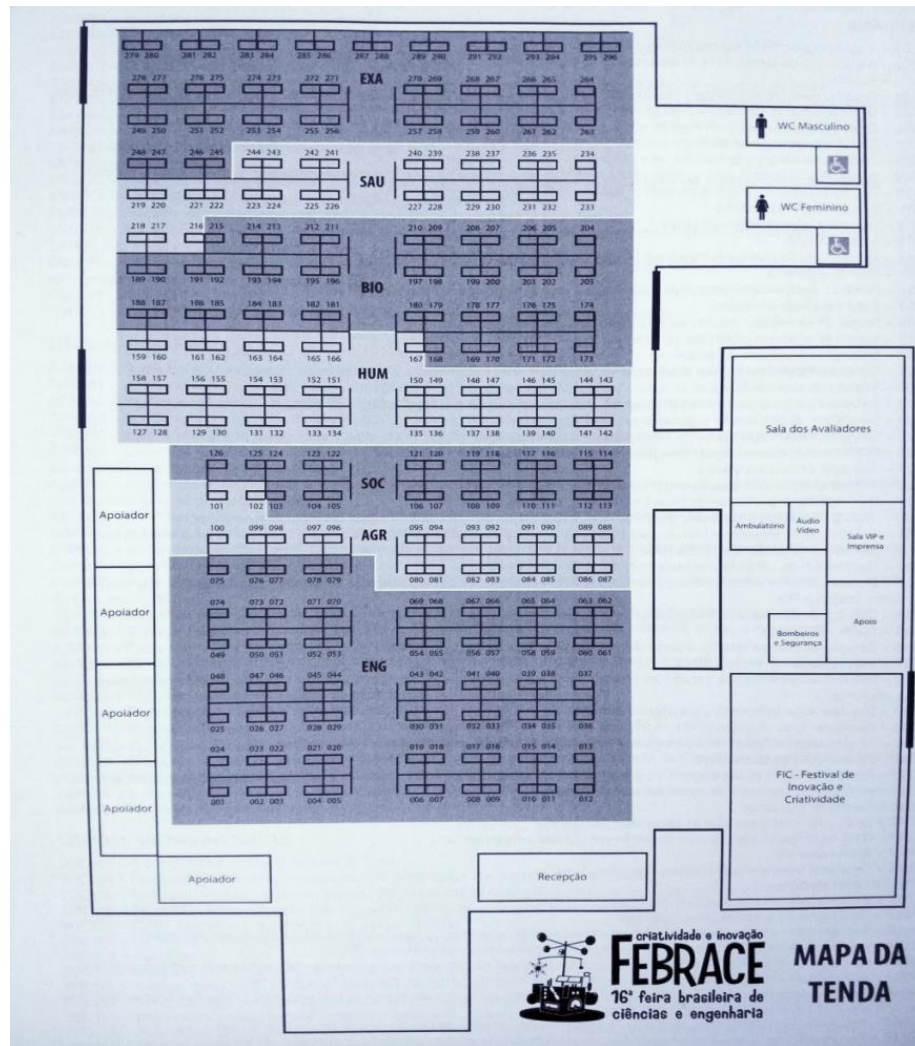 279 280 281 282 283 284 285 286 287 288 289 290 291 292 293 294 295 296
EXA
278 277 276 275 274 273 272 271 270 269 268 267 266 265 264
249 250 251 252 253 254 255 256 257 258 259 260 261 262 263
248 247 246 245 244 243 242 241 240 239 238 237 236 235 234
SAU
219 220 221 222 223 224 225 226 227 228 229 230 231 232 233
218 217 216 215 214 213 212 211 210 209 208 207 206 205 204
189 190 191 192 193 194 195 196 197 198 199 200 201 202 203
BIO
188 187 186 185 184 183 182 181 180 179 178 177 176 175 174
159 160 161 162 163 164 165 166 167 168 169 170 171 172 173
HUM
158 157 156 155 154 153 152 151 150 149 148 147 146 145 144 143
127 128 129 130 131 132 133 134 135 136 137 138 139 140 141 142
126 125 124 123 122 121 120 119 118 117 116 115 114
SOC
101 102 103 104 105 106 107 108 109 110 111 112 113
100 099 098 097 096 095 094 093 092 091 090 089 088
AGR
075 076 077 078 079 080 081 082 083 084 085 086 087
074 073 072 071 070 069 068 067 066 065 064 063 062
049 050 051 052 053 054 055 056 057 058 059 060 061
ENG
048 047 046 045 044 043 042 041 040 039 038 037
025 026 027 028 029 030 031 032 033 034 035 036
024 023 022 021 020 019 018 017 016 015 014 013
001 002 003 004 005 006 007 008 009 010 011 012
WC Masculino
WC Feminino
Sala dos Avaliadores
Ambulatório
Áudio
Vídeo
Sala VIP e
Imprensa
Bombeiros
e Segurança
Apoio
FIC - Festival de
Inovação e
Criatividade
Apoiador
Apoiador
Apoiador
Apoiador
Apoiador
Recepção
criatividade e inovação
FEBRACE
16ª feira brasileira de
ciências e engenharia
MAPA DA
TENDA